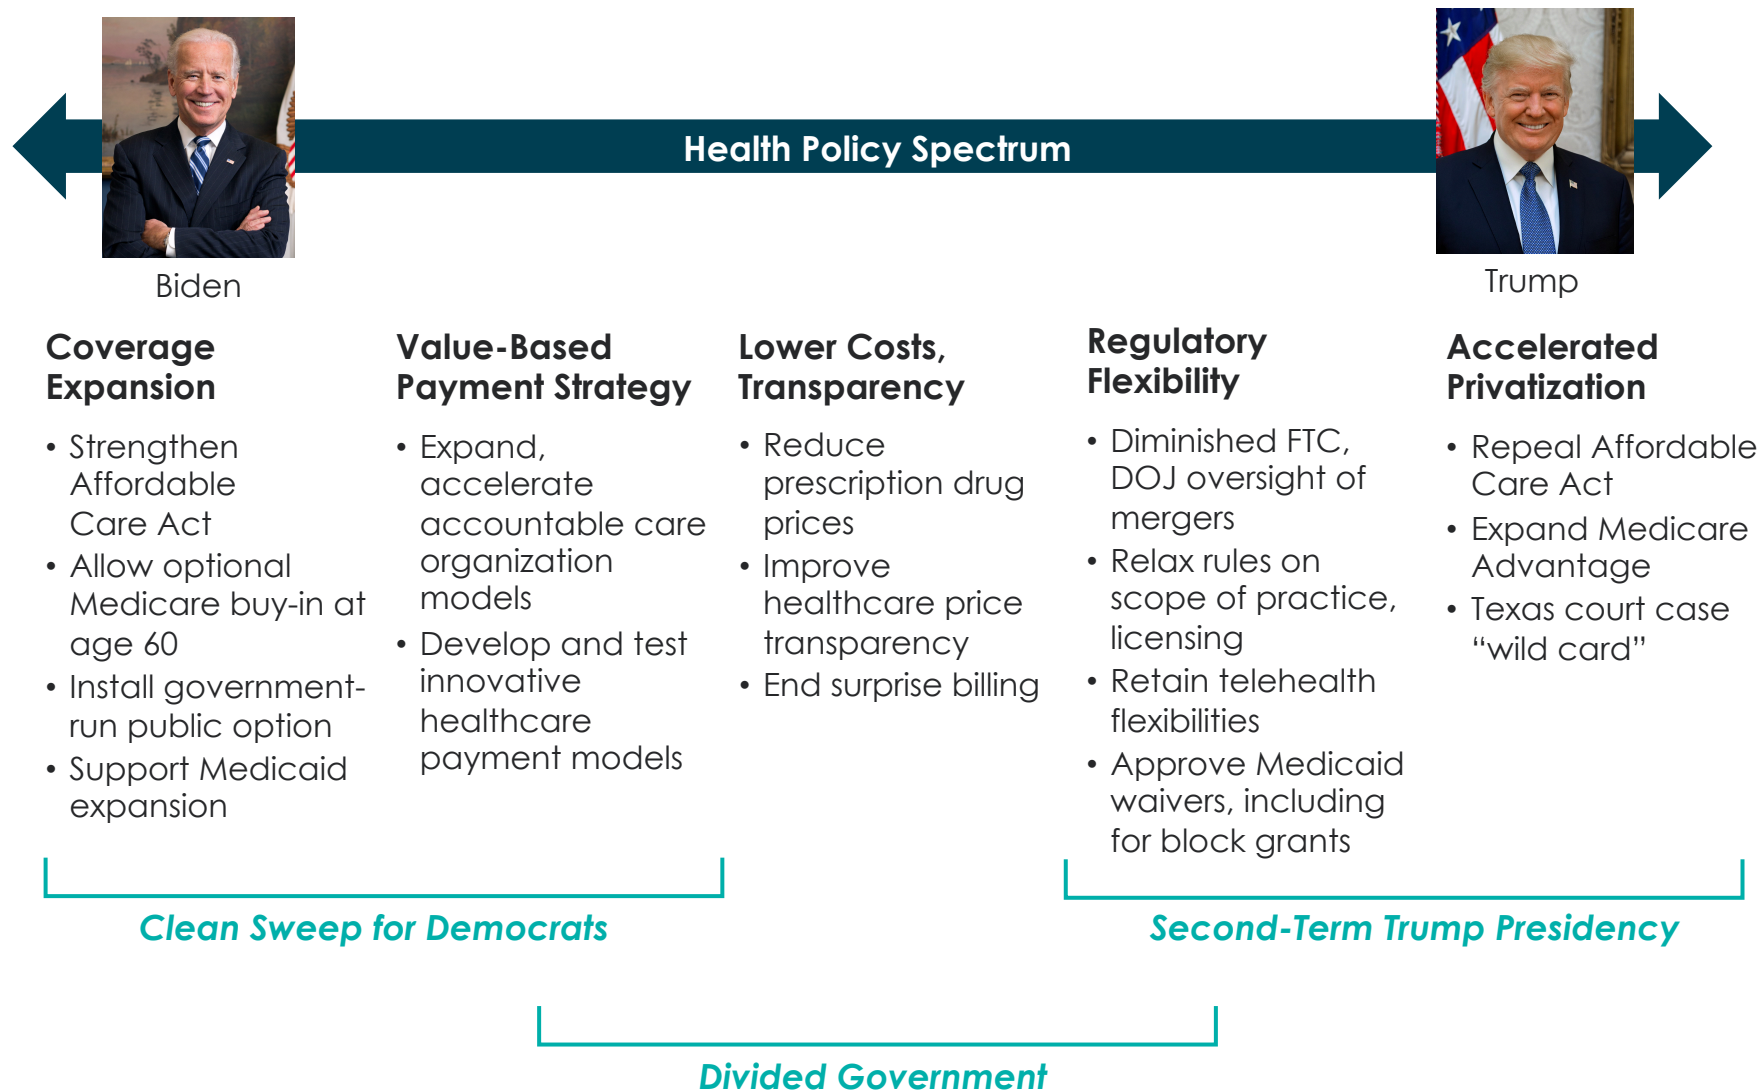 Health Policy Spectrum
Biden
Trump
Coverage
Expansion
• Strengthen
Affordable
Care Act
• Allow optional
Medicare buy-in at
age 60
• Install government-
run public option
• Support Medicaid
expansion
Value-Based
Payment Strategy
• Expand,
accelerate
accountable care
organization
models
• Develop and test
innovative
healthcare
payment models
Lower Costs,
Transparency
• Reduce
prescription drug
prices
• Improve
healthcare price
transparency
• End surprise billing
Regulatory
Flexibility
• Diminished FTC,
DOJ oversight of
mergers
• Relax rules on
scope of practice,
licensing
• Retain telehealth
flexibilities
• Approve Medicaid
waivers, including
for block grants
Accelerated
Privatization
• Repeal Affordable
Care Act
• Expand Medicare
Advantage
• Texas court case
“wild card”
Clean Sweep for Democrats
Second-Term Trump Presidency
Divided Government